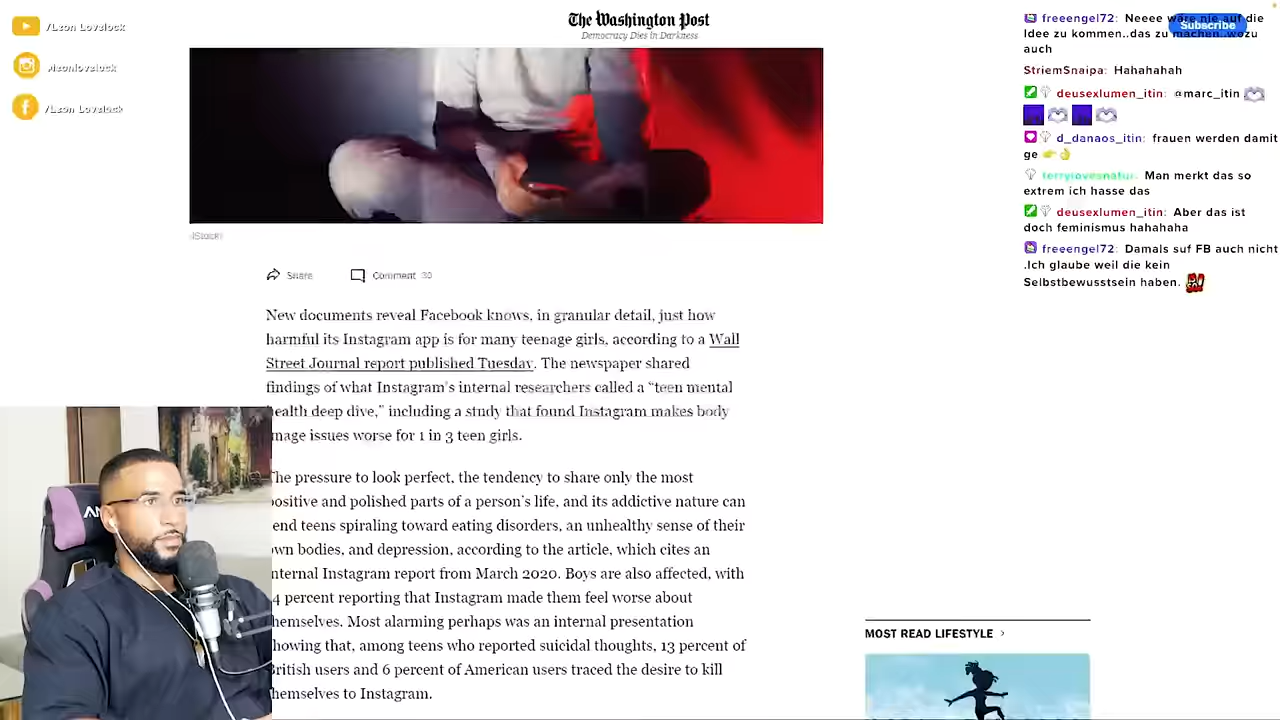 /Leon Lovelock
/Leon Lovelock
The Washington Post
Democracy Dies in Darkness
Subscribe
iStock
Share
Comment 30
New documents reveal Facebook knows, in granular detail, just how
harmful its Instagram app is for many teenage girls, according to a Wall
Street Journal report published Tuesday. The newspaper shared
findings of what Instagram's internal researchers called a “teen mental
health deep dive,” including a study that found Instagram makes body
mage issues worse for 1 in 3 teen girls.
The pressure to look perfect, the tendency to share only the most
positive and polished parts of a person's life, and its addictive nature can
end teens spiraling toward eating disorders, an unhealthy sense of their
own bodies, and depression, according to the article, which cites an
nternal Instagram report from March 2020. Boys are also affected, with
4 percent reporting that Instagram made them feel worse about
hemselves. Most alarming perhaps was an internal presentation
howing that, among teens who reported suicidal thoughts, 13 percent of
British users and 6 percent of American users traced the desire to kill
hemselves to Instagram.
MOST READ LIFESTYLE >
freeengel72: Neeee wäre nie auf die
Idee zu kommen..das zu machen..wozu
auch
StriemSnaipa: Hahahahah
deusexlumen_itin: @marc_itin
d_danaos_itin: frauen werden damit
ge
Man merkt das so
extrem ich hasse das
deusexlumen_itin: Aber das ist
doch feminismus hahahaha
freeengel72: Damals suf FB auch nicht
.Ich glaube weil die kein
Selbstbewusstsein haben.